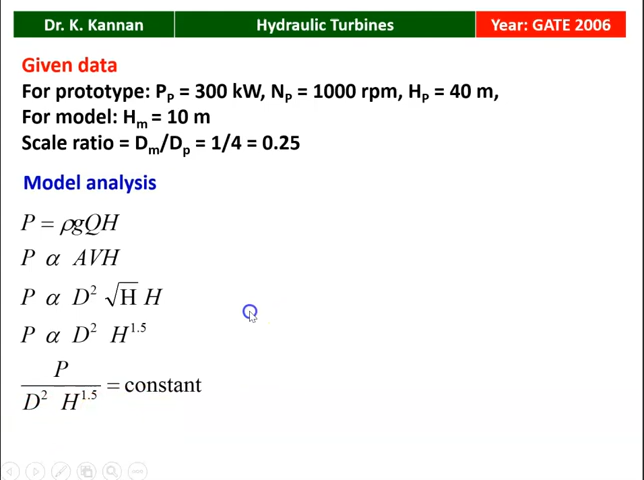 Dr. K. Kannan Hydraulic Turbines Year: GATE 2006
Given data
For prototype: P_P = 300 kW, N_P = 1000 rpm, H_P = 40 m,
For model: H_m = 10 m
Scale ratio = D_m/D_p = 1/4 = 0.25
Model analysis
P = ρgQH
P α AVH
P α D² √H H
P α D² H^1.5
P / (D² H^1.5) = constant